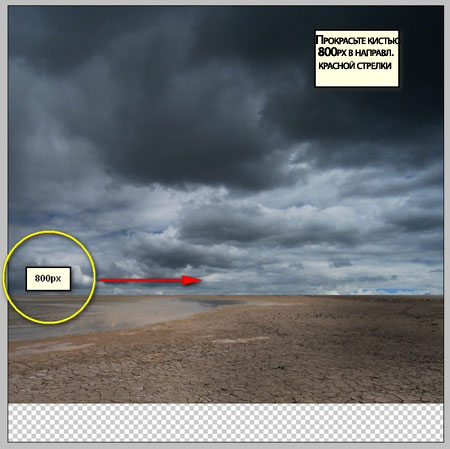 Прокрасьте кистью
800px в направл.
красной стрелки
800px